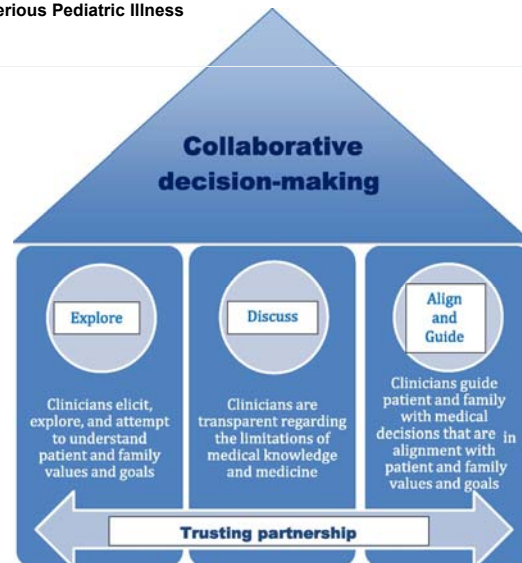 erious Pediatric Illness
Collaborative
decision-making
Explore
Clinicians elicit,
explore, and attempt
to understand
patient and family
values and goals
Discuss
Clinicians are
transparent regarding
the limitations of
medical knowledge
and medicine
Align
and
Guide
Clinicians guide
patient and family
with medical
decisions that are in
alignment with
patient and family
values and goals
Trusting partnership